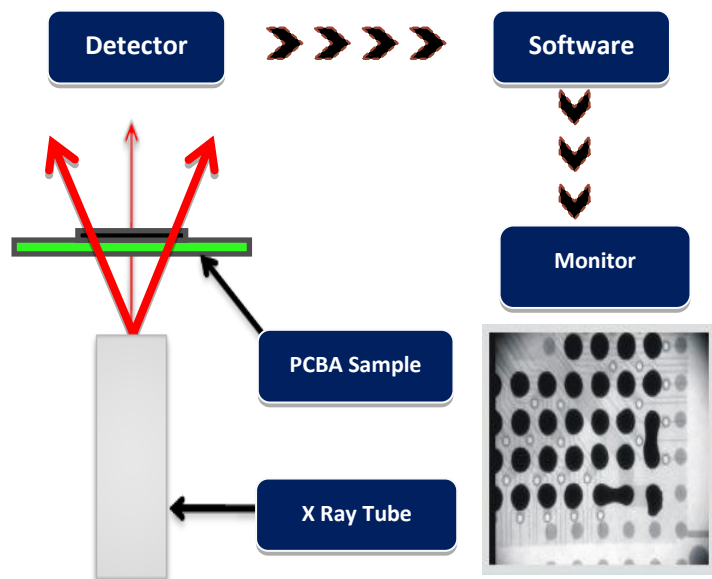 Detector
Software
Monitor
PCBA Sample
X Ray Tube